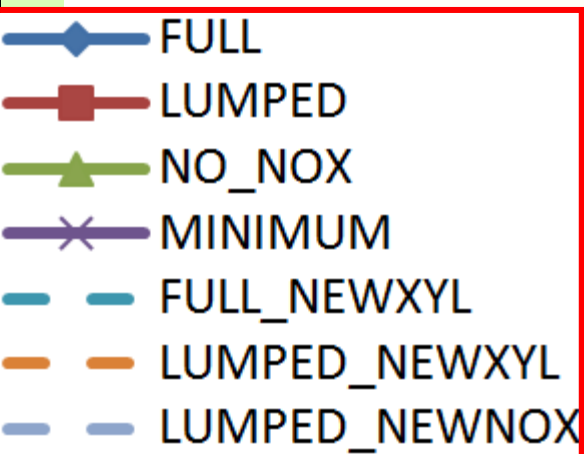 FULL
LUMPED
NO_NOX
MINIMUM
FULL_NEWXYL
LUMPED_NEWXYL
LUMPED_NEWNOX